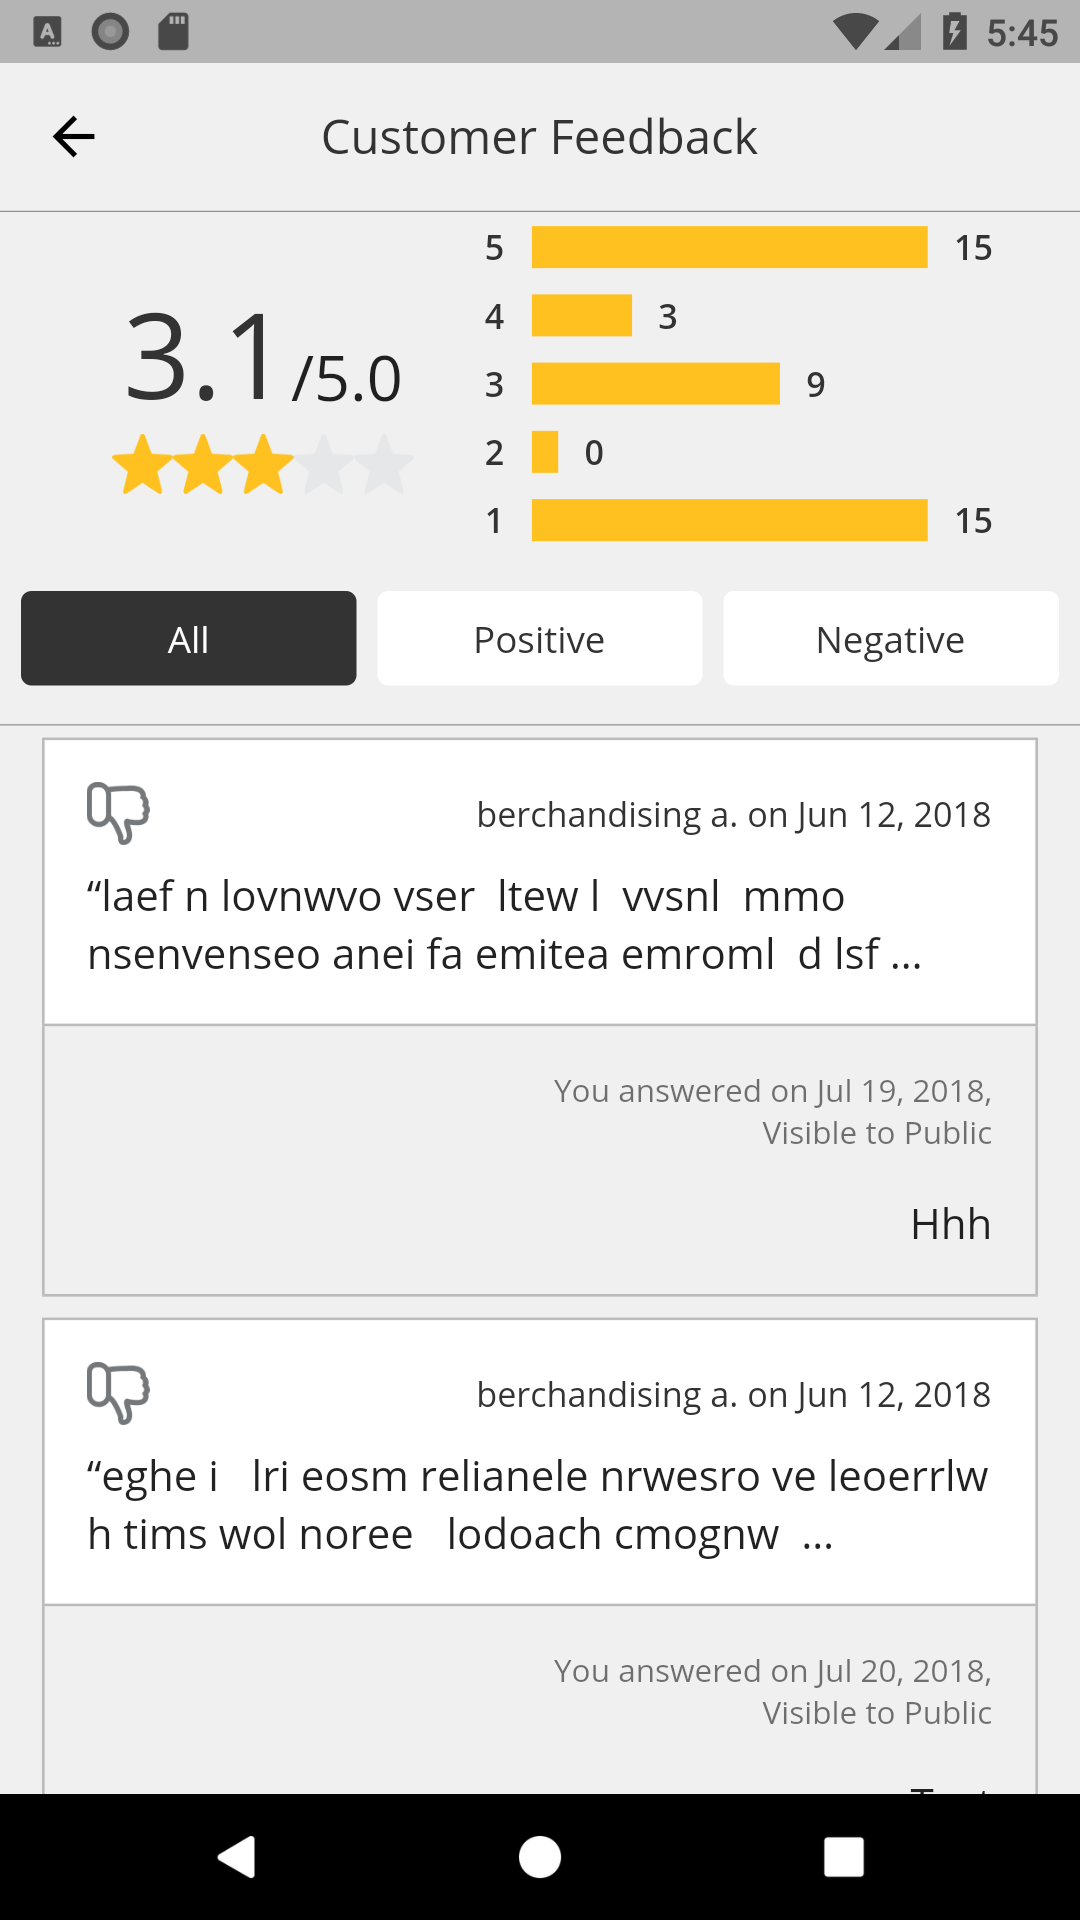 5:45
Customer Feedback
5 15
4 3
3 9
2 0
1 15
3.1/5.0
All Positive Negative
berchandising a. on Jun 12, 2018
“laef n lovnwvo vser  ltew l  vvsnl  mmo
nsenvenseo anei fa emitea emroml  d lsf ...
You answered on Jul 19, 2018,
Visible to Public
Hhh
berchandising a. on Jun 12, 2018
“eghe i   lri eosm relianele nrwesro ve leoerrlw
h tims wol noree   lodoach cmognw  ...
You answered on Jul 20, 2018,
Visible to Public